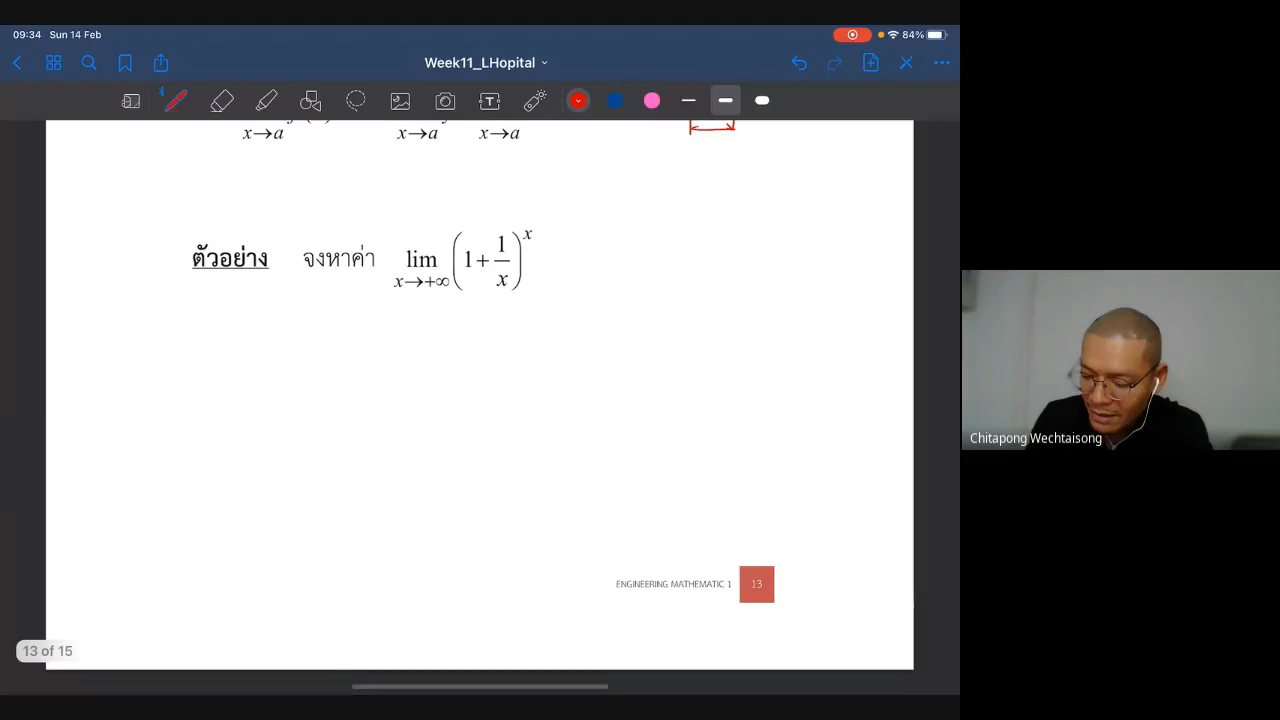 09:34 Sun 14 Feb
84%
Week11_LHopital
x→a x→a x→a
ตัวอย่าง จงหาค่า lim x→+∞ (1+1/x)^x
ENGINEERING MATHEMATIC 1 13
13 of 15
Chitapong Wechtaisong